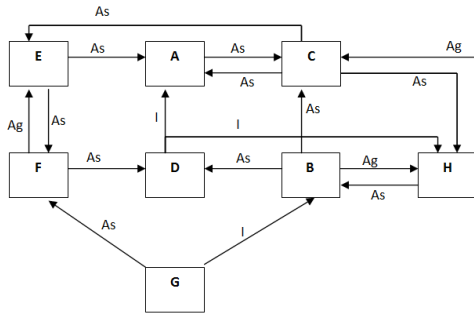 As
Ag
E As A As C
As As
Ag As I I As
F As D As B Ag H
As
As I
G